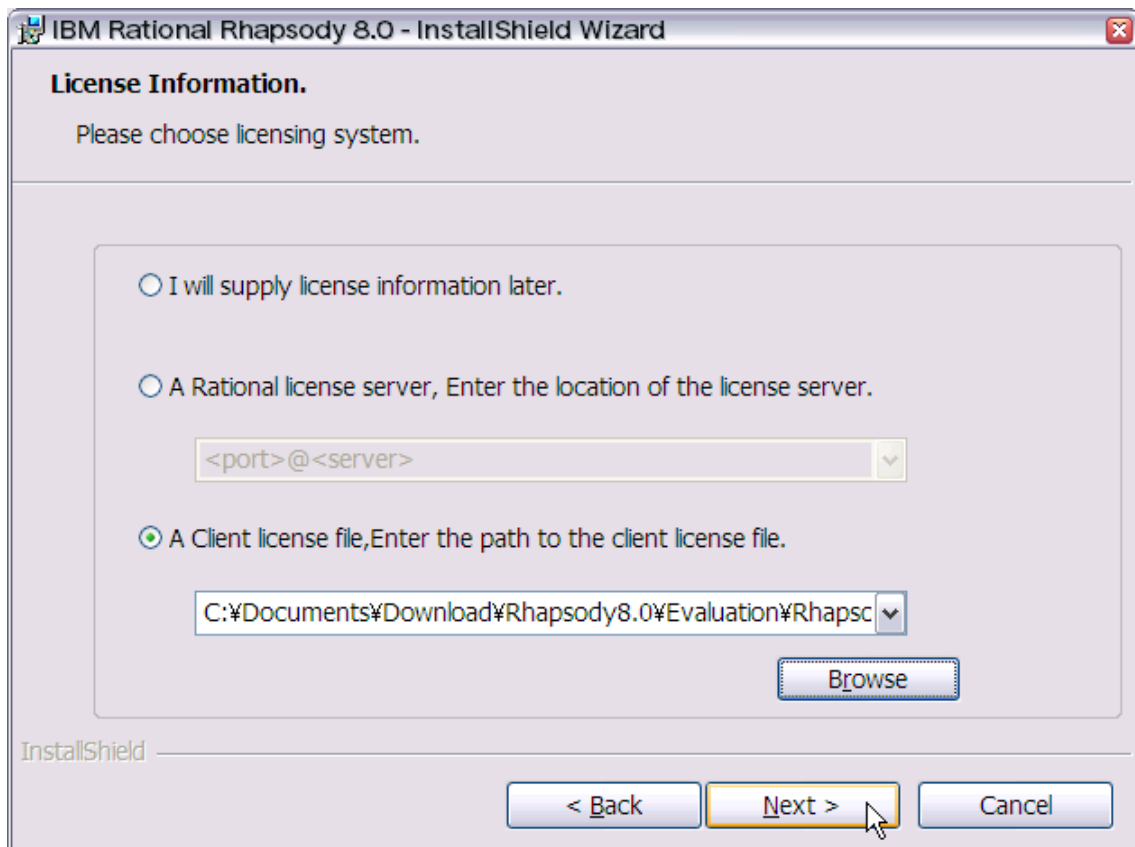 IBM Rational Rhapsody 8.0 - InstallShield Wizard
License Information.
Please choose licensing system.
I will supply license information later.
A Rational license server, Enter the location of the license server.
<port>@<server>
A Client license file,Enter the path to the client license file.
C:¥Documents¥Download¥Rhapsody8.0¥Evaluation¥Rhapsc
Browse
InstallShield
< Back
Next >
Cancel